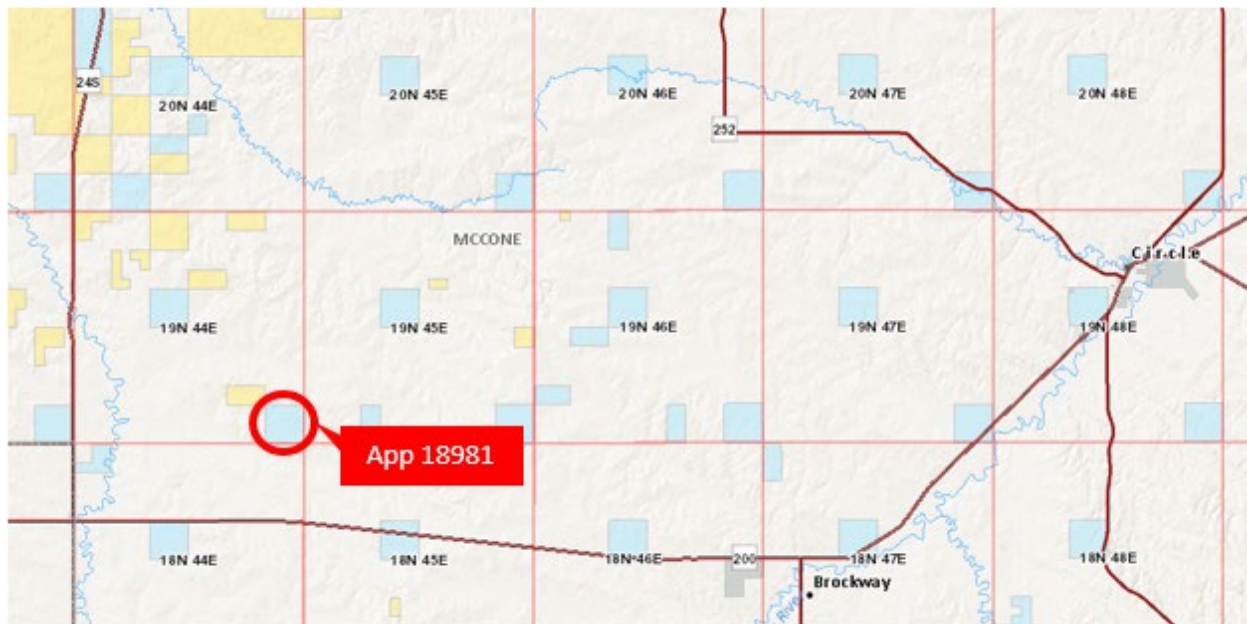 245
20N 44E
20N 45E
20N 46E
20N 47E
20N 48E
252
MCCONE
Circle
19N 44E
19N 45E
19N 46E
19N 47E
19N 48E
App 18981
18N 44E
18N 45E
18N 46E
200
18N 47E
18N 48E
Brockway
River